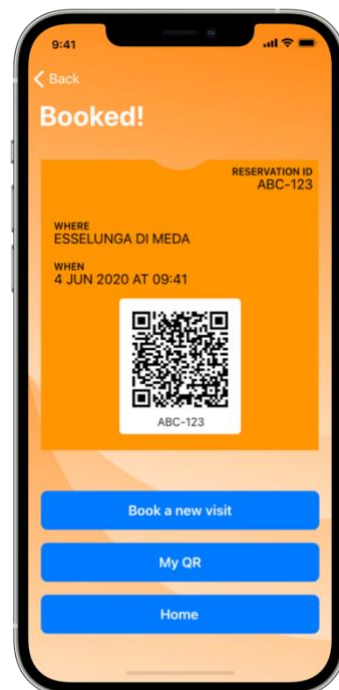 9:41
Back
Booked!
RESERVATION ID
ABC-123
WHERE
ESSELUNGA DI MEDA
WHEN
4 JUN 2020 AT 09:41
ABC-123
Book a new visit
My QR
Home